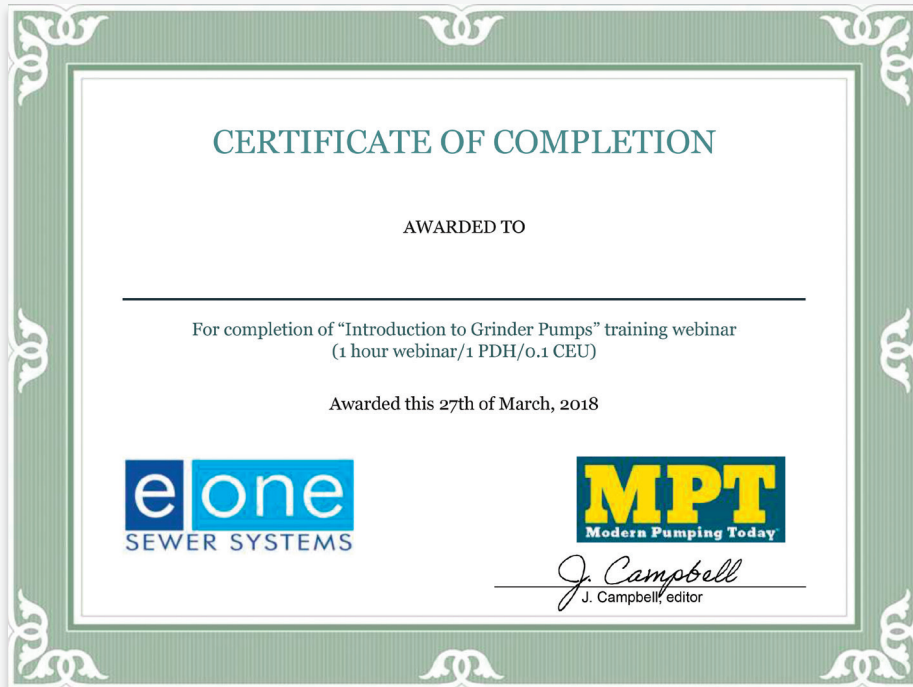 CERTIFICATE OF COMPLETION
AWARDED TO
For completion of “Introduction to Grinder Pumps” training webinar
(1 hour webinar/1 PDH/0.1 CEU)
Awarded this 27th of March, 2018
e one
SEWER SYSTEMS
MPT
Modern Pumping Today
J. Campbell
J. Campbell, editor